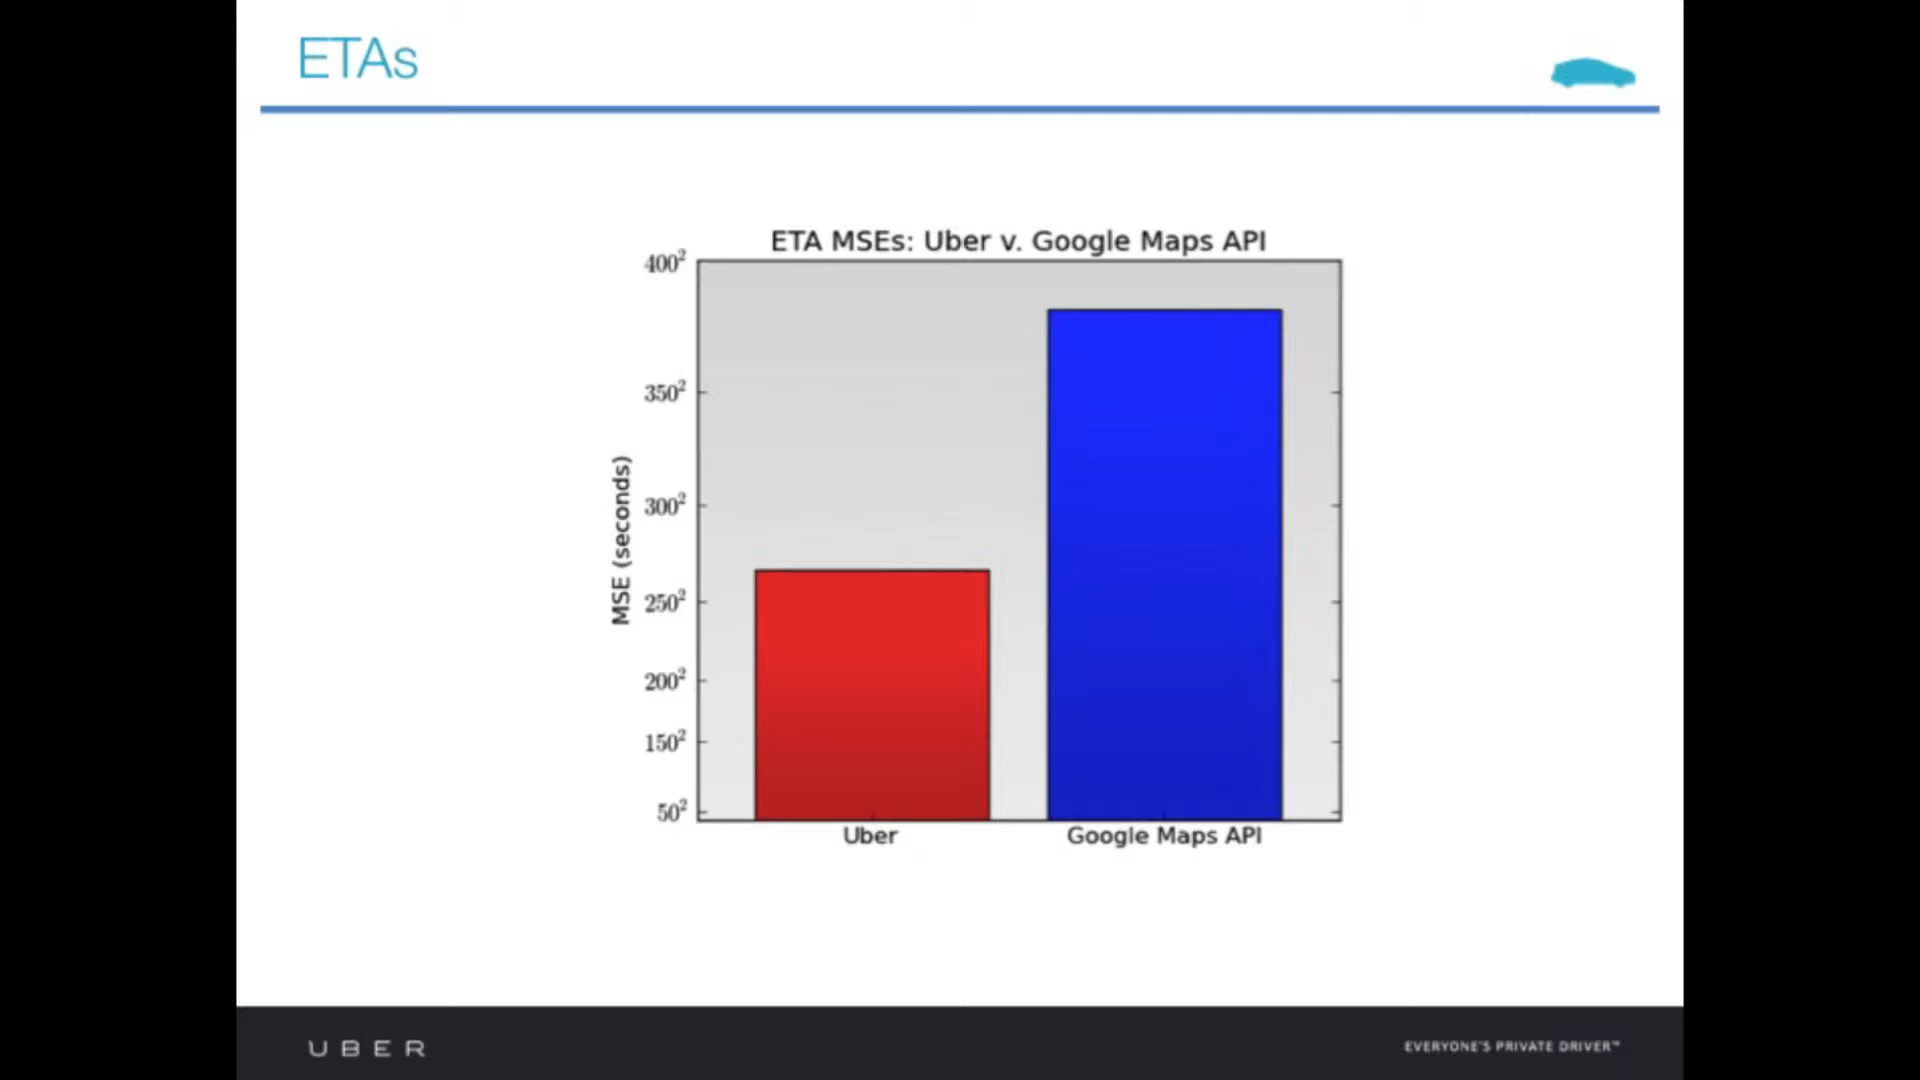 ETAs
ETA MSEs: Uber v. Google Maps API
400²
350²
300²
250²
200²
150²
50²
MSE (seconds)
Uber
Google Maps API
UBER
EVERYONE'S PRIVATE DRIVER™